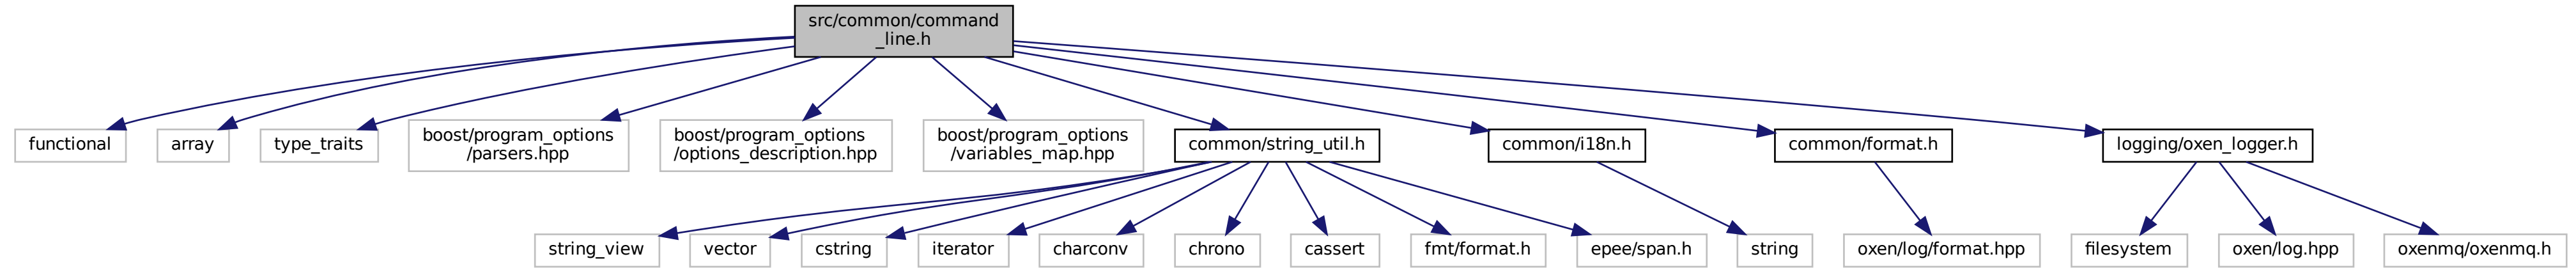 src/common/command
_line.h
functional
array
type_traits
boost/program_options
/parsers.hpp
boost/program_options
/options_description.hpp
boost/program_options
/variables_map.hpp
common/string_util.h
common/i18n.h
common/format.h
logging/oxen_logger.h
string_view
vector
cstring
iterator
charconv
chrono
cassert
fmt/format.h
epee/span.h
string
oxen/log/format.hpp
filesystem
oxen/log.hpp
oxenmq/oxenmq.h